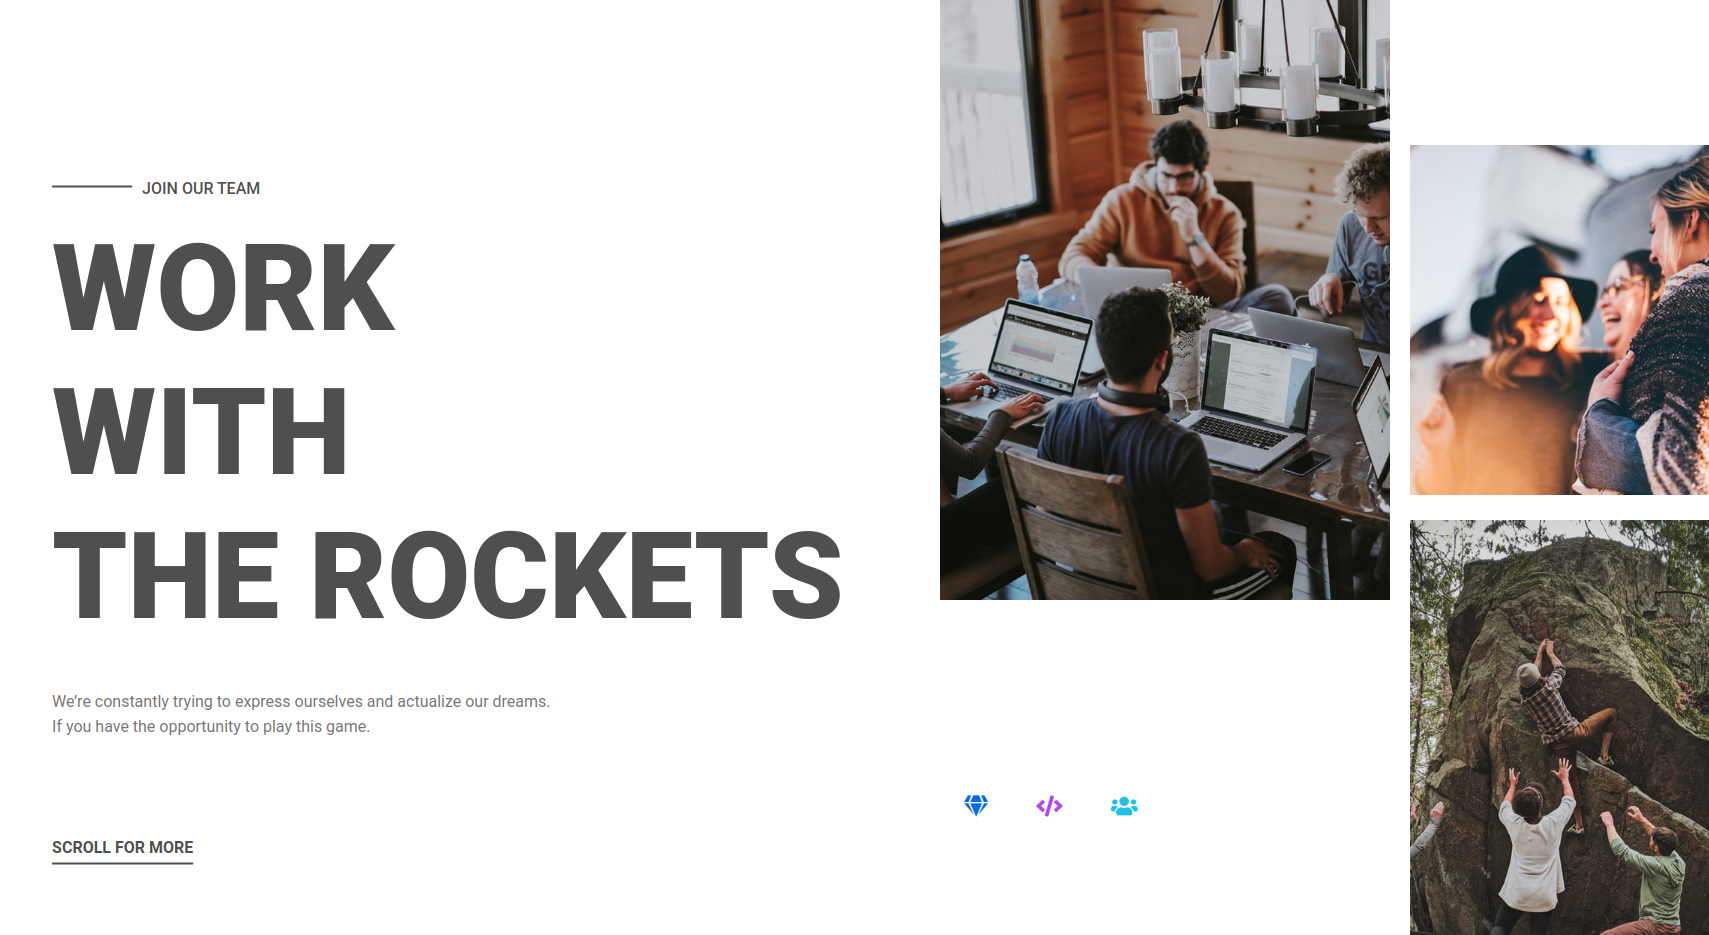 JOIN OUR TEAM
WORK
WITH
THE ROCKETS
We’re constantly trying to express ourselves and actualize our dreams.
If you have the opportunity to play this game.
SCROLL FOR MORE